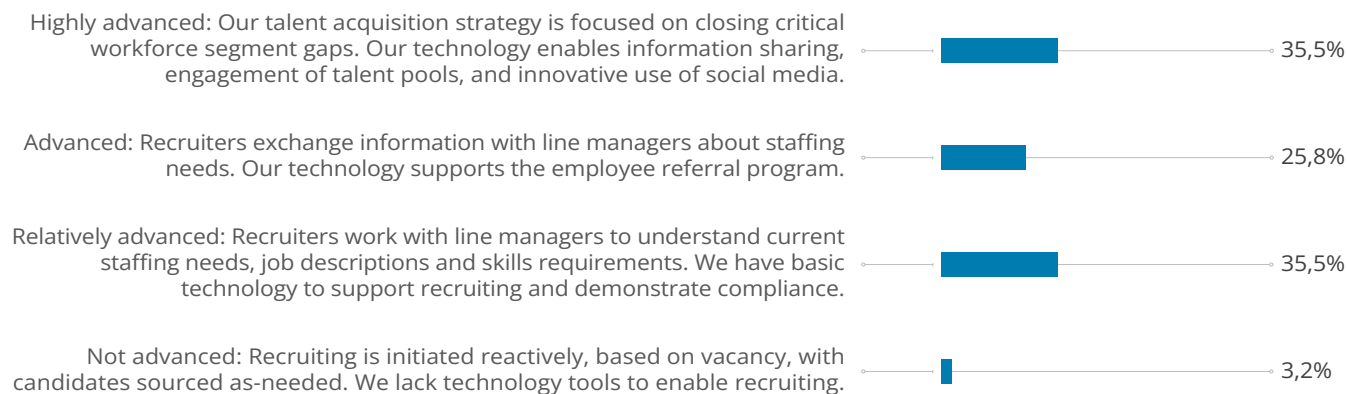 Highly advanced: Our talent acquisition strategy is focused on closing critical
workforce segment gaps. Our technology enables information sharing,
engagement of talent pools, and innovative use of social media.
35,5%
Advanced: Recruiters exchange information with line managers about staffing
needs. Our technology supports the employee referral program.
25,8%
Relatively advanced: Recruiters work with line managers to understand current
staffing needs, job descriptions and skills requirements. We have basic
technology to support recruiting and demonstrate compliance.
35,5%
Not advanced: Recruiting is initiated reactively, based on vacancy, with
candidates sourced as-needed. We lack technology tools to enable recruiting.
3,2%